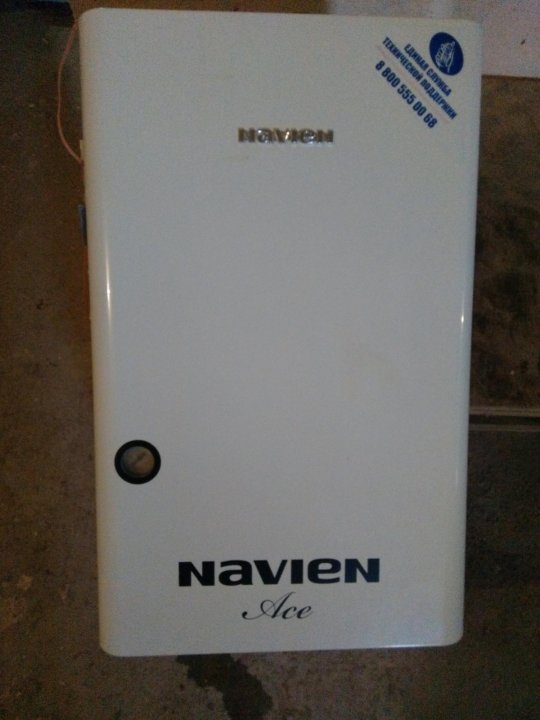 ЕДИНАЯ СЛУЖБА
ТЕХНИЧЕСКОЙ ПОДДЕРЖКИ
8 800 555 00 68
NAVIEN
NAVIEN
Ace